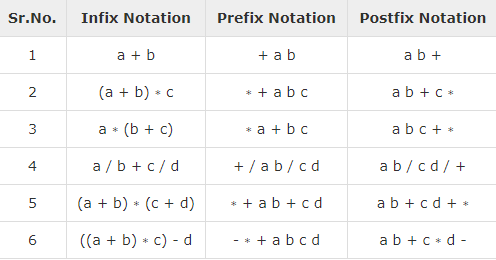 Sr.No. Infix Notation Prefix Notation Postfix Notation
1 a + b + a b a b +
2 (a + b) * c * + a b c a b + c *
3 a * (b + c) * a + b c a b c + *
4 a / b + c / d + / a b / c d a b / c d / +
5 (a + b) * (c + d) * + a b + c d a b + c d + *
6 ((a + b) * c) - d - * + a b c d a b + c * d -